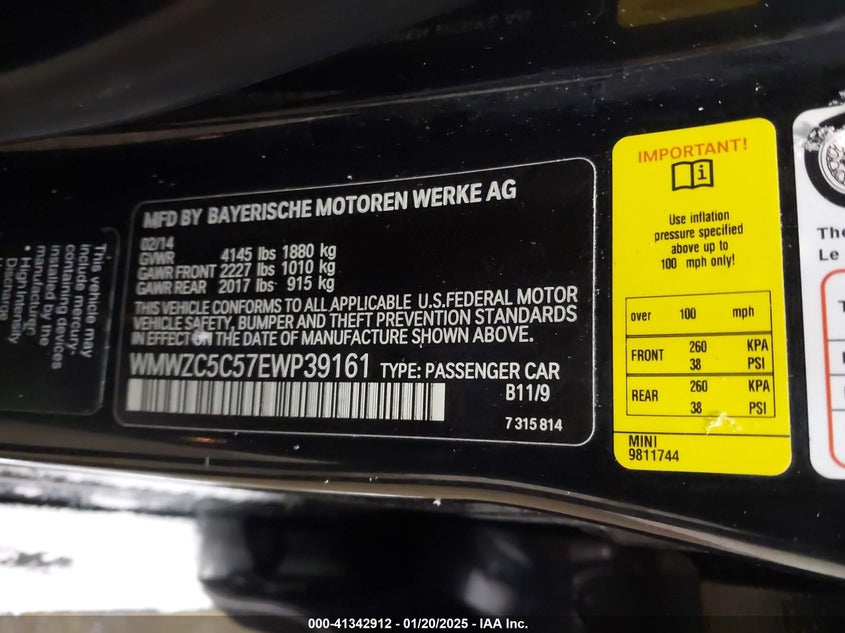 MFD BY BAYERISCHE MOTOREN WERKE AG
02/14
GVWR 4145 lbs 1880 kg
GAWR FRONT 2227 lbs 1010 kg
GAWR REAR 2017 lbs 915 kg
THIS VEHICLE CONFORMS TO ALL APPLICABLE U.S.FEDERAL MOTOR
VEHICLE SAFETY, BUMPER AND THEFT PREVENTION STANDARDS
IN EFFECT ON THE DATE OF MANUFACTURE SHOWN ABOVE.
WMWZC5C57EWP39161 TYPE: PASSENGER CAR
B11/9
7 315 814
This vehicle may
include mercury-
containing devices
installed by the
manufacturer:
• High Intensity
Discharge
IMPORTANT!
Use inflation
pressure specified
above up to
100 mph only!
over 100 mph
FRONT 260 KPA
38 PSI
REAR 260 KPA
38 PSI
MINI
9811744
The
Le
000-41342912 - 01/20/2025 - IAA Inc.